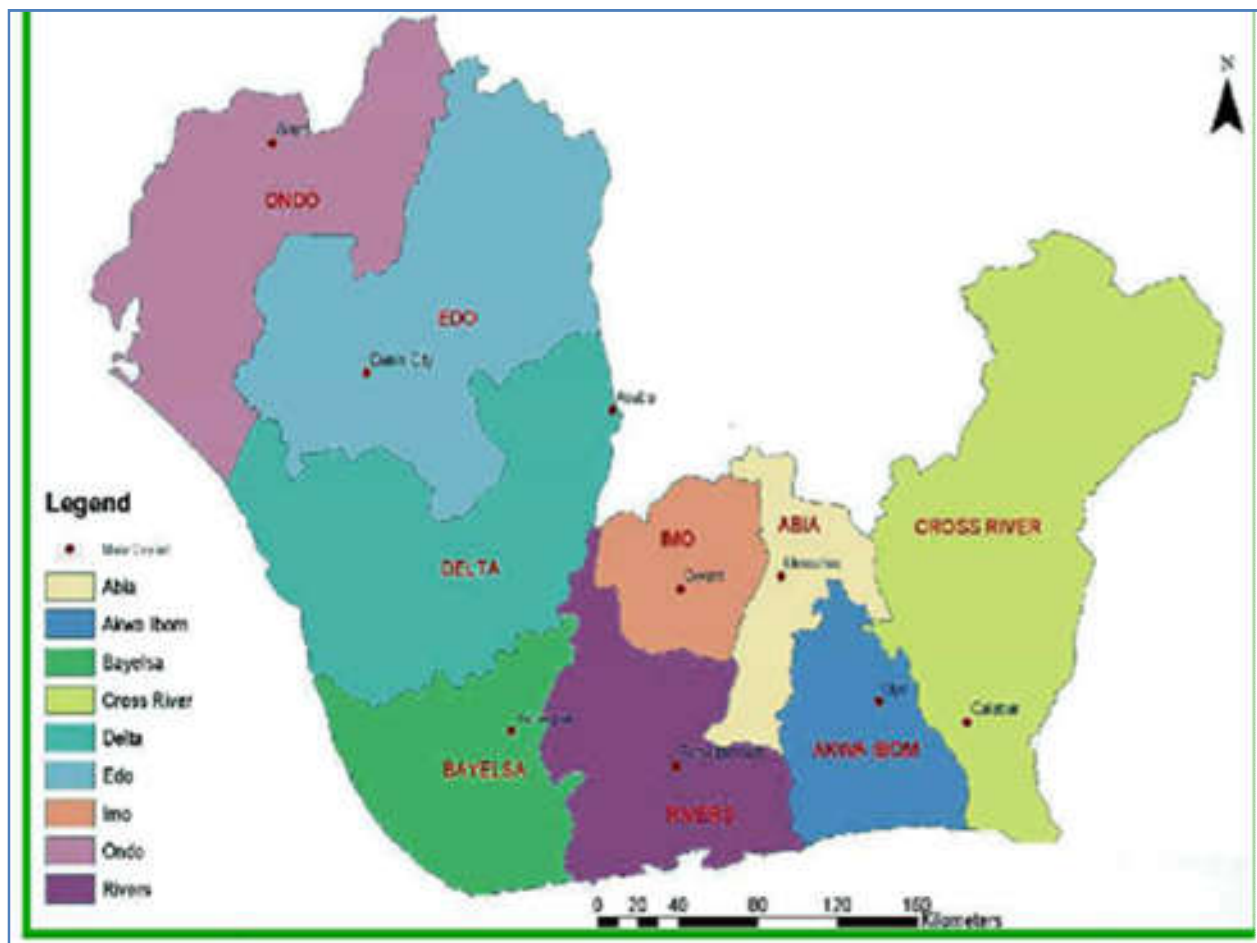 N
ONDO
EDO
Benin City
Asaba
DELTA
IMO
ABIA
CROSS RIVER
Owerri
Calabar
BAYELSA
AKWA IBOM
RIVERS
Legend
Abia
Akwa Ibom
Bayelsa
Cross River
Delta
Edo
Imo
Ondo
Rivers
0 20 40 80 120 160
Kilometers